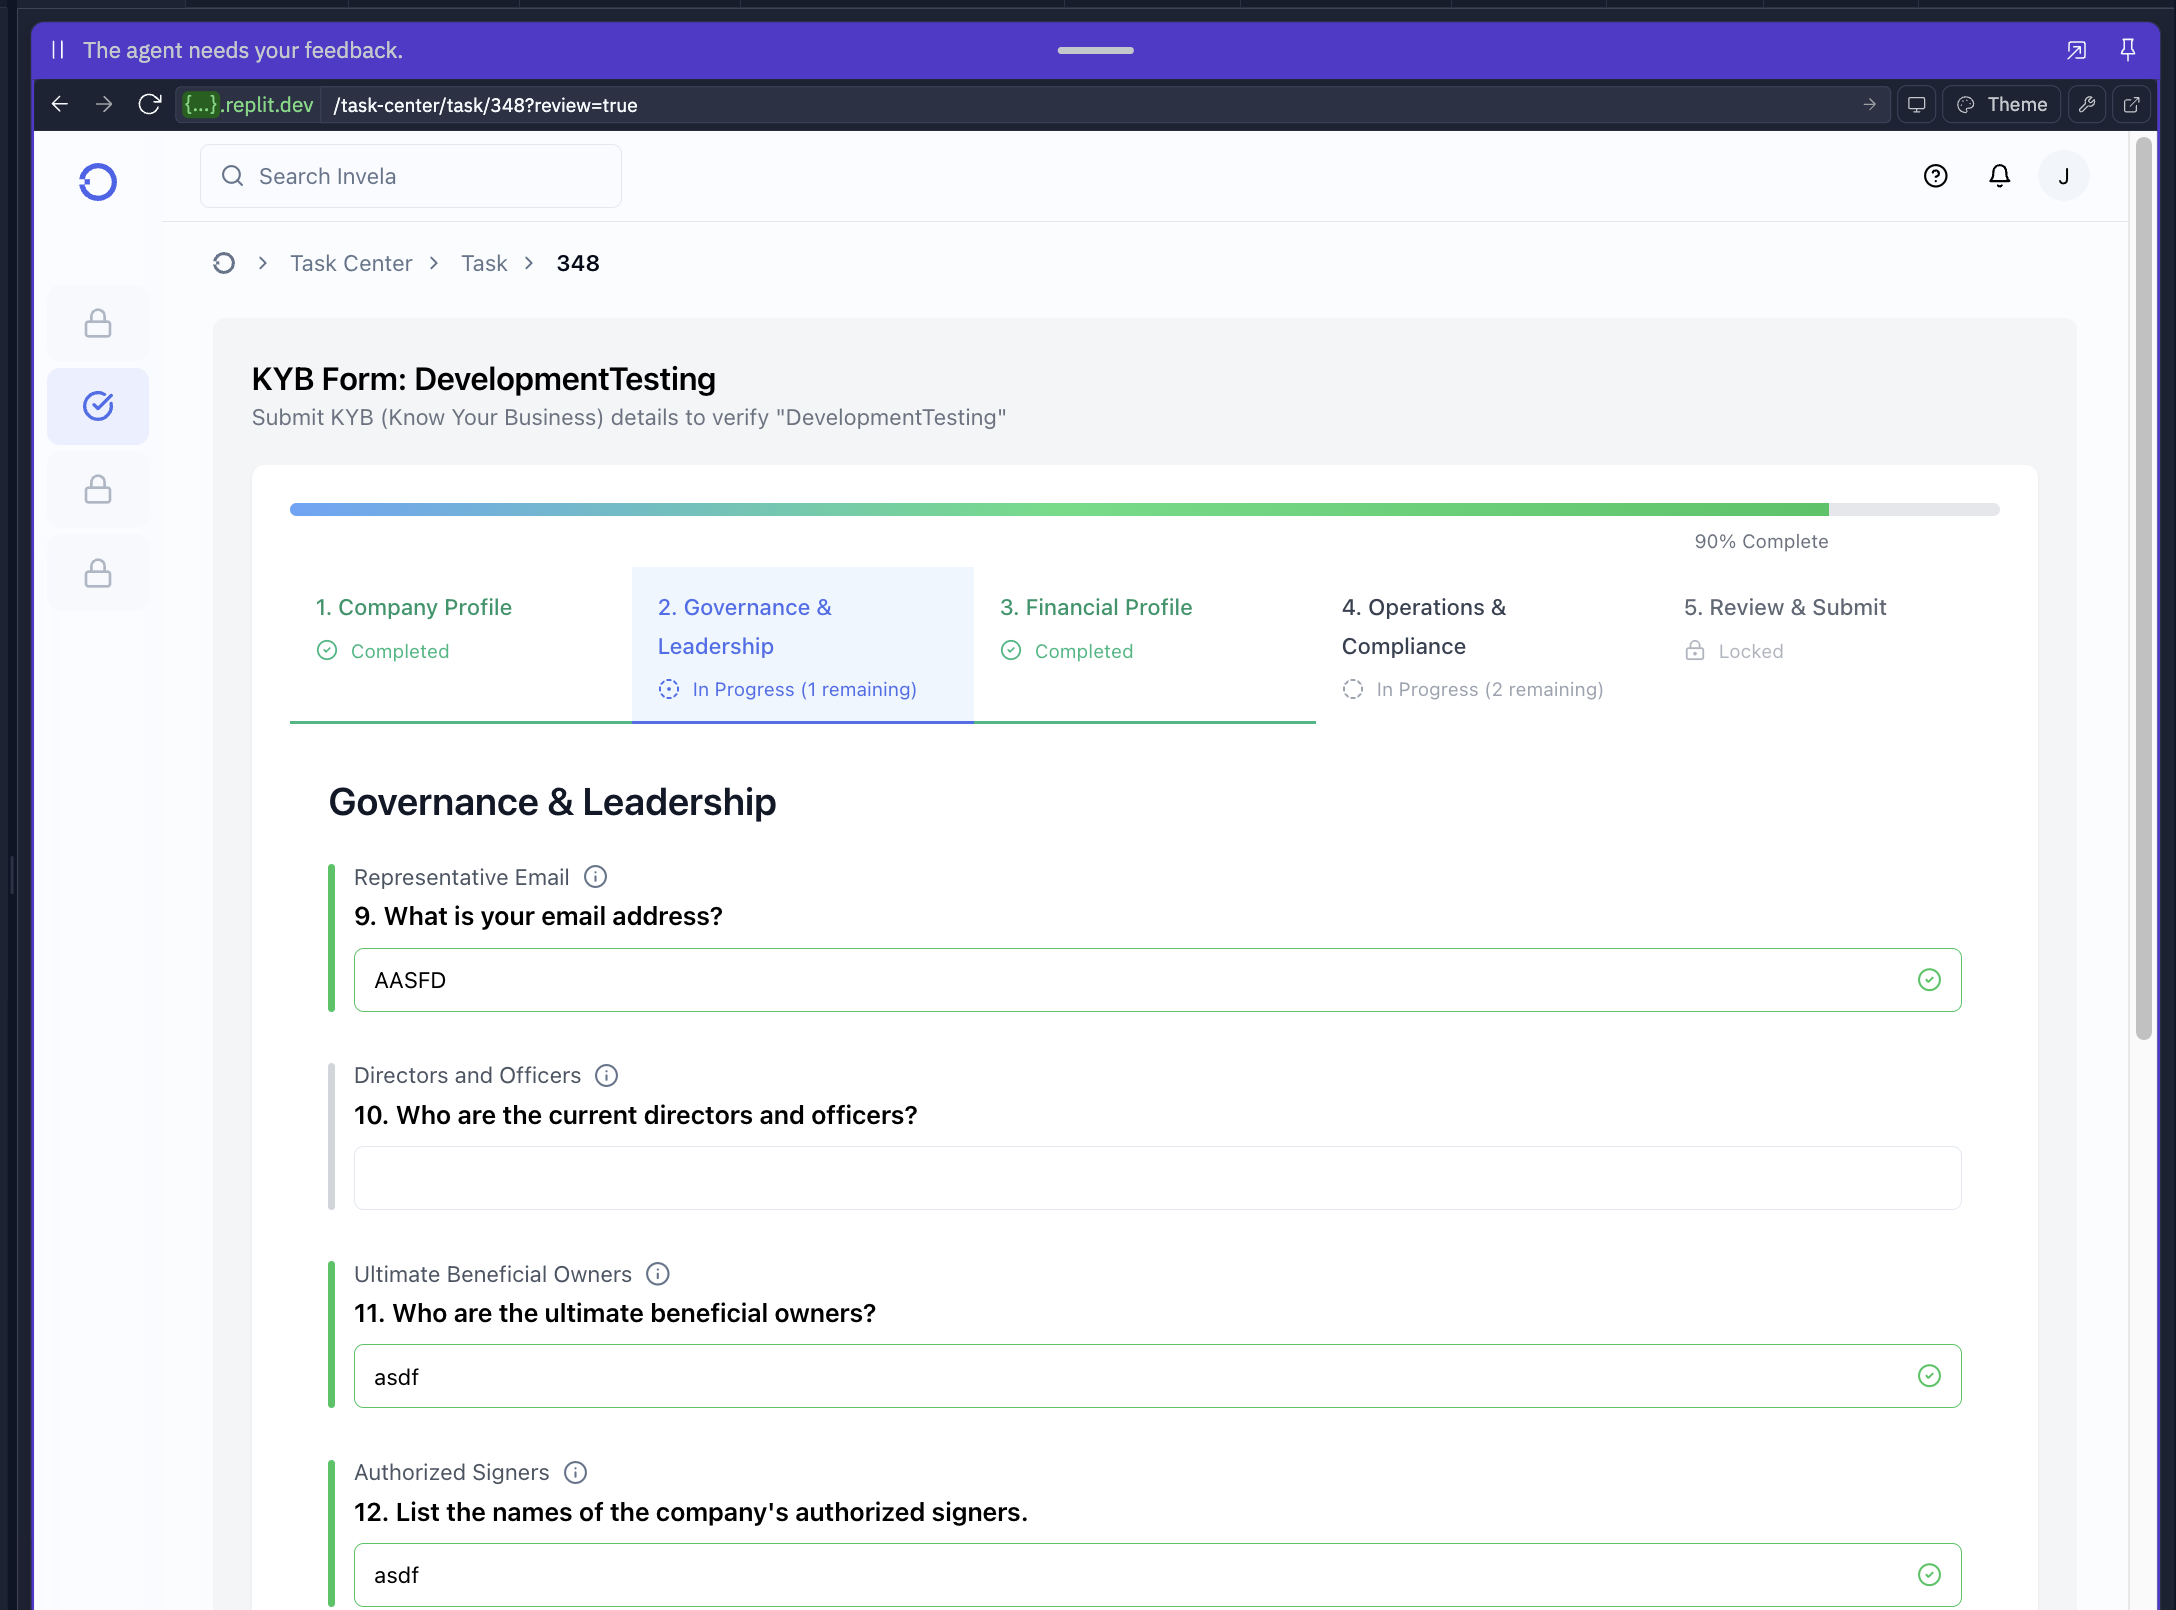 The agent needs your feedback.
{...}.replit.dev /task-center/task/348?review=true Theme
Search Invela
J
Task Center Task 348
KYB Form: DevelopmentTesting
Submit KYB (Know Your Business) details to verify "DevelopmentTesting"
90% Complete
1. Company Profile
Completed
2. Governance &
Leadership
In Progress (1 remaining)
3. Financial Profile
Completed
4. Operations &
Compliance
In Progress (2 remaining)
5. Review & Submit
Locked
Governance & Leadership
Representative Email
9. What is your email address?
AASFD
Directors and Officers
10. Who are the current directors and officers?
Ultimate Beneficial Owners
11. Who are the ultimate beneficial owners?
asdf
Authorized Signers
12. List the names of the company's authorized signers.
asdf